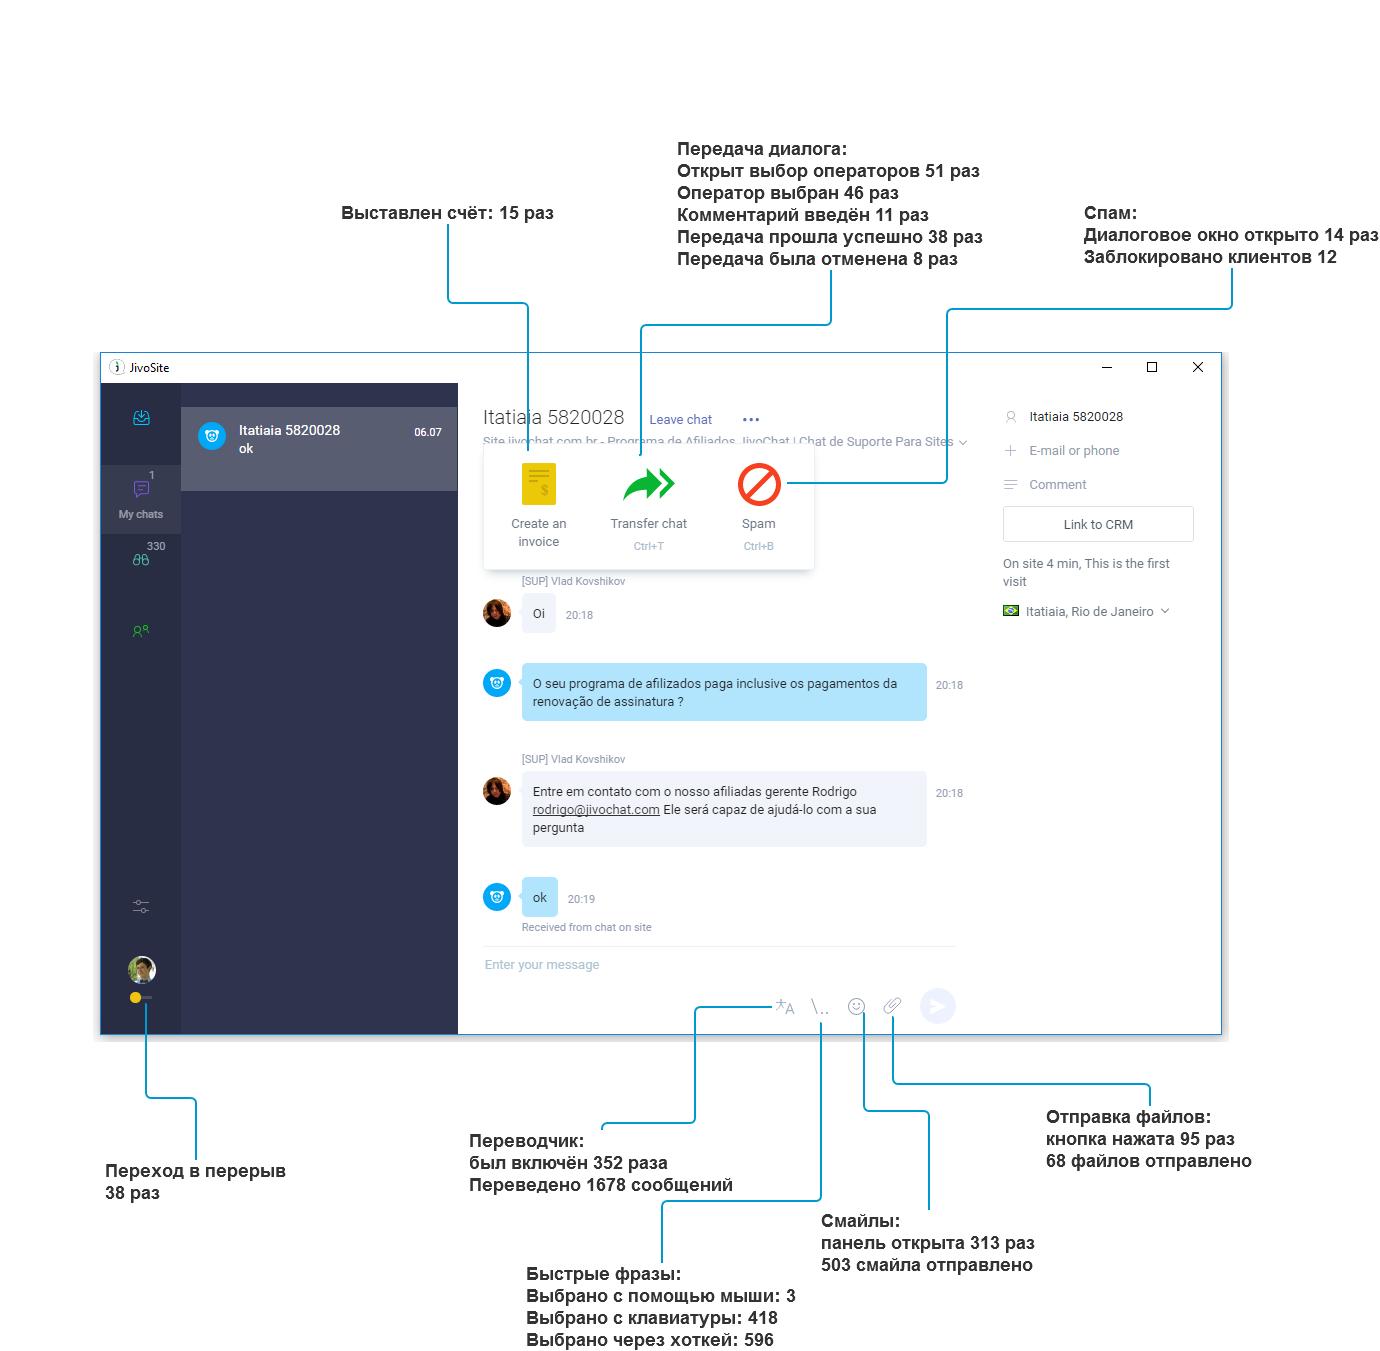 Передача диалога:
Открыт выбор операторов 51 раз
Оператор выбран 46 раз
Комментарий введён 11 раз
Передача прошла успешно 38 раз
Передача была отменена 8 раз
Выставлен счёт: 15 раз
Спам:
Диалоговое окно открыто 14 раз
Заблокировано клиентов 12
JivoSite
Itatiaia 5820028
06.07
ok
1
My chats
330
Itatiaia 5820028
Leave chat
Site jivochat.com.br - Programa de Afiliados JivoChat | Chat de Suporte Para Sites
Create an
invoice
Transfer chat
Ctrl+T
Spam
Ctrl+B
[SUP] Vlad Kovshikov
Oi
20:18
O seu programa de afilizados paga inclusive os pagamentos da
renovação de assinatura ?
20:18
[SUP] Vlad Kovshikov
Entre em contato com o nosso afiliadas gerente Rodrigo
rodrigo@jivochat.com Ele será capaz de ajudá-lo com a sua
pergunta
20:18
ok
20:19
Received from chat on site
Enter your message
Itatiaia 5820028
E-mail or phone
Comment
Link to CRM
On site 4 min, This is the first
visit
Itatiaia, Rio de Janeiro
Переход в перерыв
38 раз
Переводчик:
был включён 352 раза
Переведено 1678 сообщений
Быстрые фразы:
Выбрано с помощью мыши: 3
Выбрано с клавиатуры: 418
Выбрано через хоткей: 596
Смайлы:
панель открыта 313 раз
503 смайла отправлено
Отправка файлов:
кнопка нажата 95 раз
68 файлов отправлено